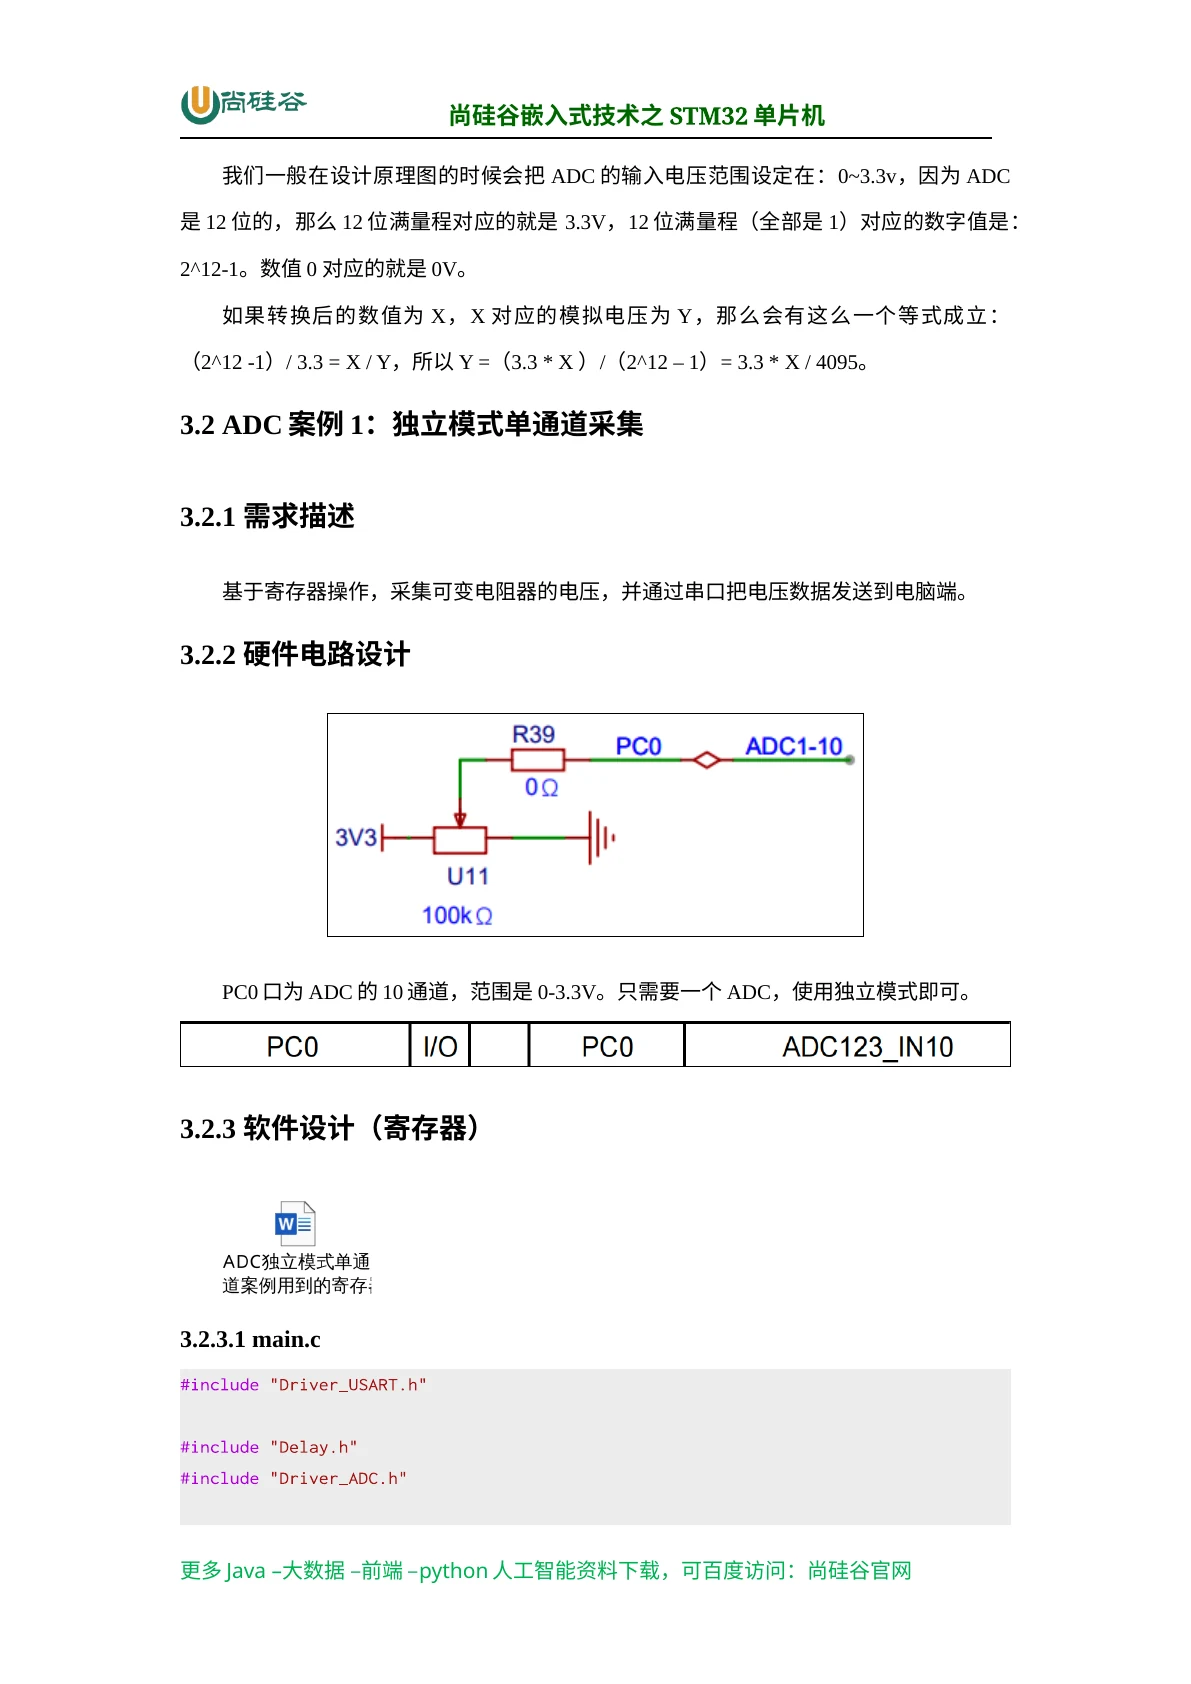 尚硅谷
尚硅谷嵌入式技术之 STM32 单片机
我们一般在设计原理图的时候会把 ADC 的输入电压范围设定在：0~3.3v，因为 ADC
是 12 位的，那么 12 位满量程对应的就是 3.3V，12 位满量程（全部是 1）对应的数字值是：
2^12-1。数值 0 对应的就是 0V。
如果转换后的数值为 X，X 对应的模拟电压为 Y，那么会有这么一个等式成立：
（2^12 -1）/ 3.3 = X / Y，所以 Y =（3.3 * X ）/（2^12 – 1）= 3.3 * X / 4095。
3.2 ADC 案例 1：独立模式单通道采集
3.2.1 需求描述
基于寄存器操作，采集可变电阻器的电压，并通过串口把电压数据发送到电脑端。
3.2.2 硬件电路设计
R39
PC0
ADC1-10
0Ω
3V3
U11
100kΩ
PC0 口为 ADC 的 10 通道，范围是 0-3.3V。只需要一个 ADC，使用独立模式即可。
PC0 I/O PC0 ADC123_IN10
3.2.3 软件设计（寄存器）
W
ADC独立模式单通
道案例用到的寄存
3.2.3.1 main.c
#include "Driver_USART.h"
#include "Delay.h"
#include "Driver_ADC.h"
更多 Java –大数据 –前端 –python 人工智能资料下载，可百度访问：尚硅谷官网